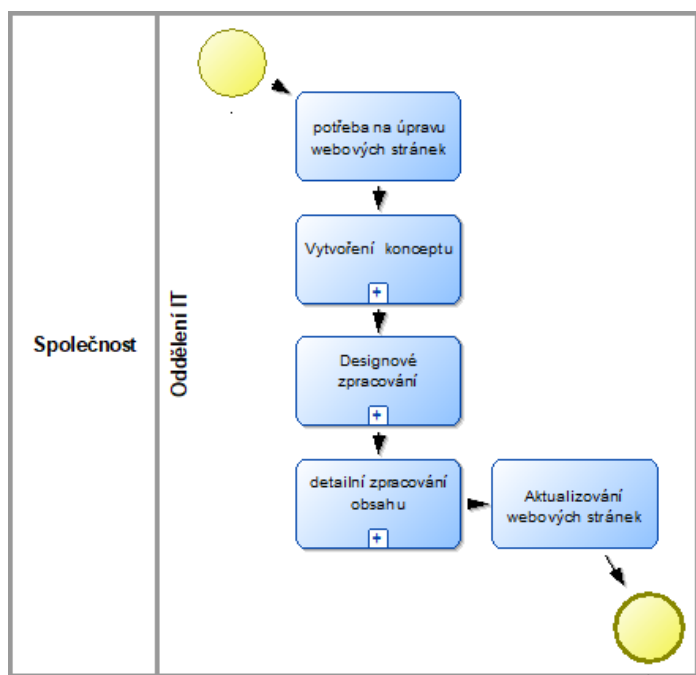 Společnost
Oddělení IT
potřeba na úpravu
webových stránek
Vytvoření konceptu
Designové
zpracování
detailní zpracování
obsahu
Aktualizování
webových stránek